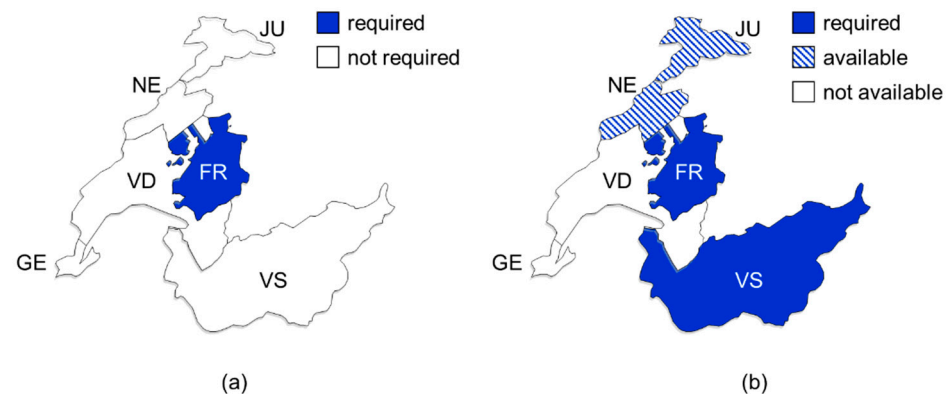 JU
required
not required
NE
FR
VD
GE
VS
(a)
JU
required
available
not available
NE
FR
VD
GE
VS
(b)